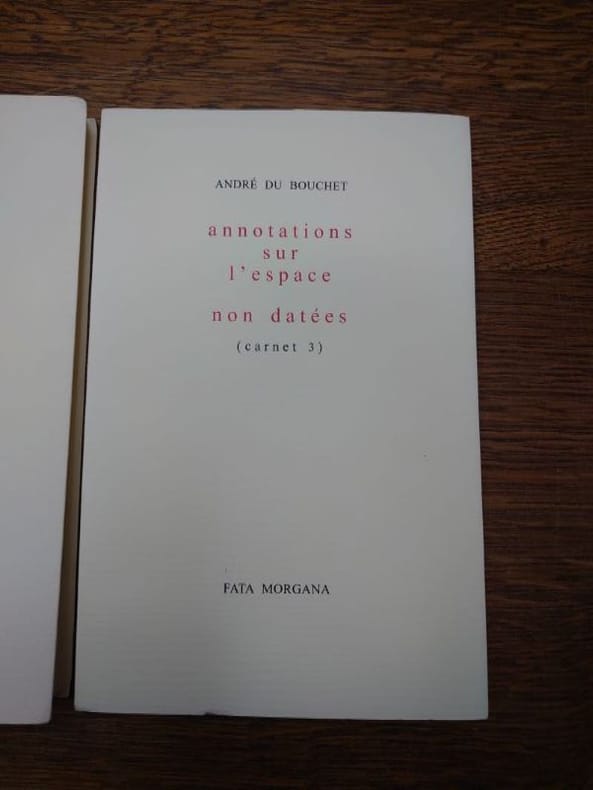 ANDRÉ DU BOUCHET
annotations
sur
l'espace
non datées
(carnet 3)
FATA MORGANA